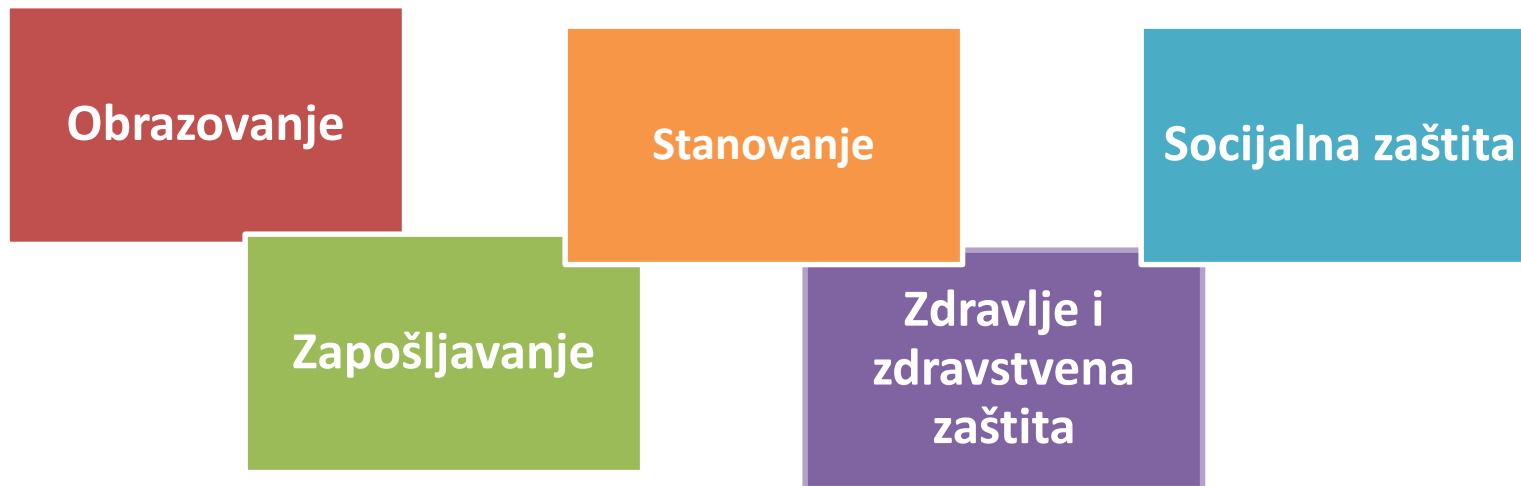 Obrazovanje
Stanovanje
Socijalna zaštita
Zapošljavanje
Zdravlje i
zdravstvena
zaštita